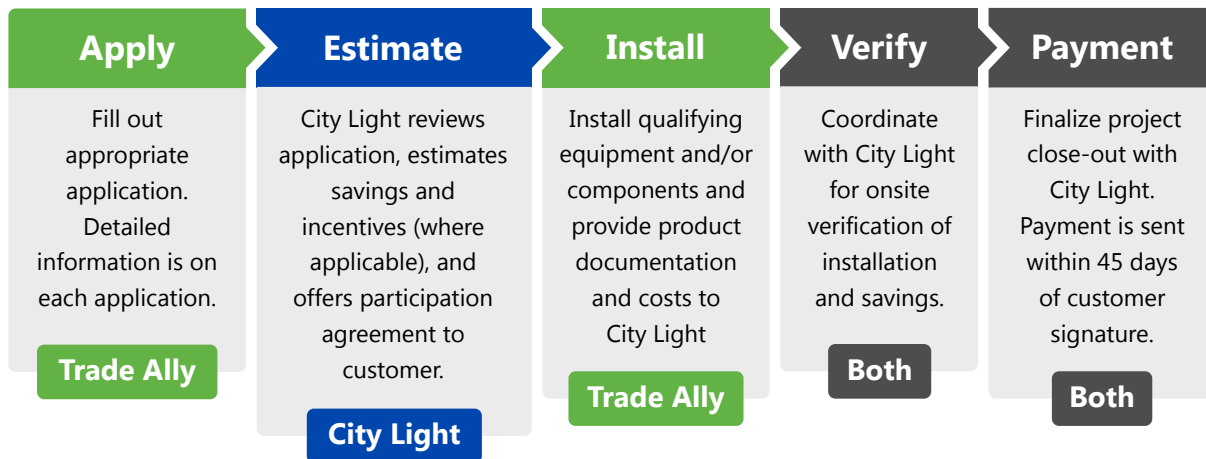 Apply
Fill out
appropriate
application.
Detailed
information is on
each application.
Trade Ally
Estimate
City Light reviews
application, estimates
savings and
incentives (where
applicable), and
offers participation
agreement to
customer.
City Light
Install
Install qualifying
equipment and/or
components and
provide product
documentation
and costs to
City Light
Trade Ally
Verify
Coordinate
with City Light
for onsite
verification of
installation
and savings.
Both
Payment
Finalize project
close-out with
City Light.
Payment is sent
within 45 days
of customer
signature.
Both